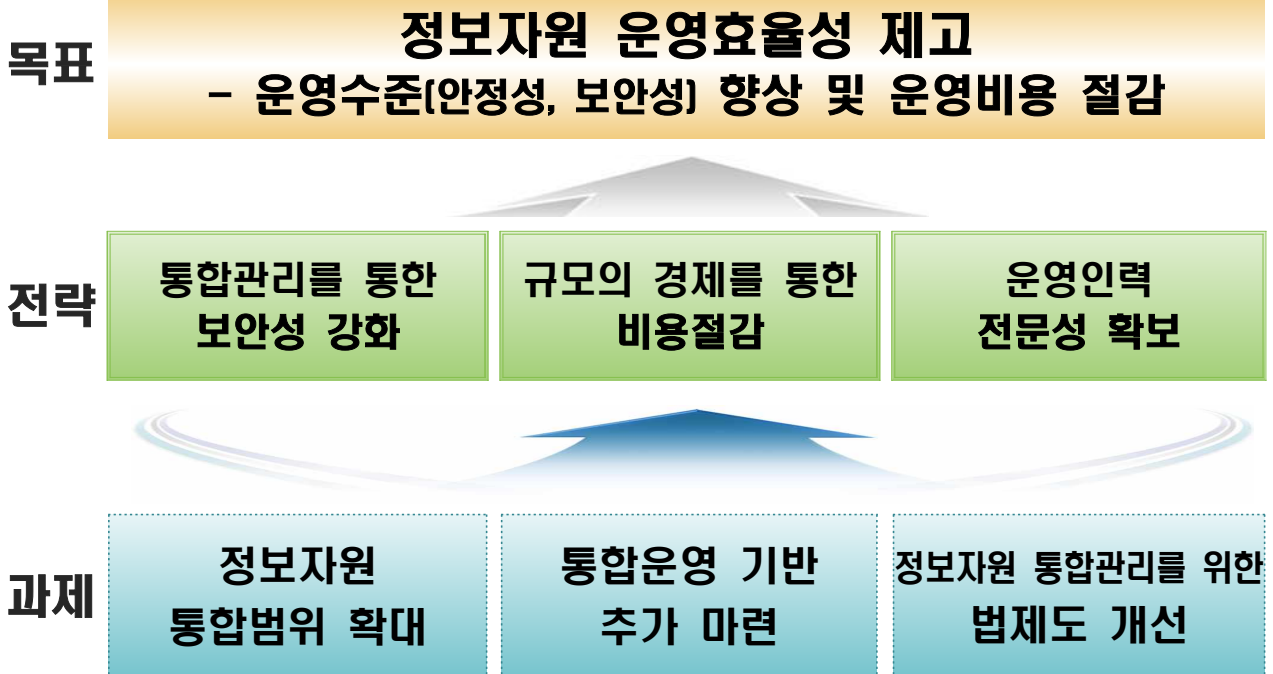 목표
정보자원 운영효율성 제고
- 운영수준(안정성, 보안성) 향상 및 운영비용 절감
전략
통합관리를 통한
보안성 강화
규모의 경제를 통한
비용절감
운영인력
전문성 확보
과제
정보자원
통합범위 확대
통합운영 기반
추가 마련
정보자원 통합관리를 위한
법제도 개선